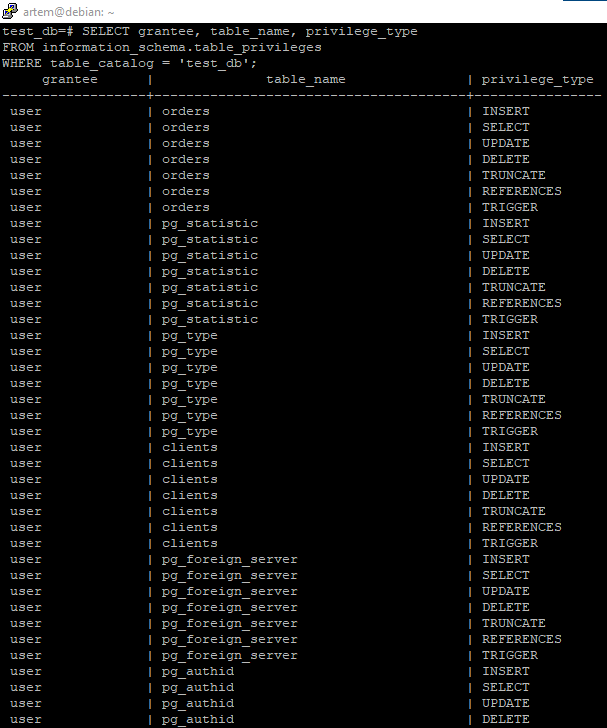 artem@debian: ~
test_db=# SELECT grantee, table_name, privilege_type
FROM information_schema.table_privileges
WHERE table_catalog = 'test_db';
grantee | table_name | privilege_type
-----------------+---------------------------------------+----------------
user | orders | INSERT
user | orders | SELECT
user | orders | UPDATE
user | orders | DELETE
user | orders | TRUNCATE
user | orders | REFERENCES
user | orders | TRIGGER
user | pg_statistic | INSERT
user | pg_statistic | SELECT
user | pg_statistic | UPDATE
user | pg_statistic | DELETE
user | pg_statistic | TRUNCATE
user | pg_statistic | REFERENCES
user | pg_statistic | TRIGGER
user | pg_type | INSERT
user | pg_type | SELECT
user | pg_type | UPDATE
user | pg_type | DELETE
user | pg_type | TRUNCATE
user | pg_type | REFERENCES
user | pg_type | TRIGGER
user | clients | INSERT
user | clients | SELECT
user | clients | UPDATE
user | clients | DELETE
user | clients | TRUNCATE
user | clients | REFERENCES
user | clients | TRIGGER
user | pg_foreign_server | INSERT
user | pg_foreign_server | SELECT
user | pg_foreign_server | UPDATE
user | pg_foreign_server | DELETE
user | pg_foreign_server | TRUNCATE
user | pg_foreign_server | REFERENCES
user | pg_foreign_server | TRIGGER
user | pg_authid | INSERT
user | pg_authid | SELECT
user | pg_authid | UPDATE
user | pg_authid | DELETE